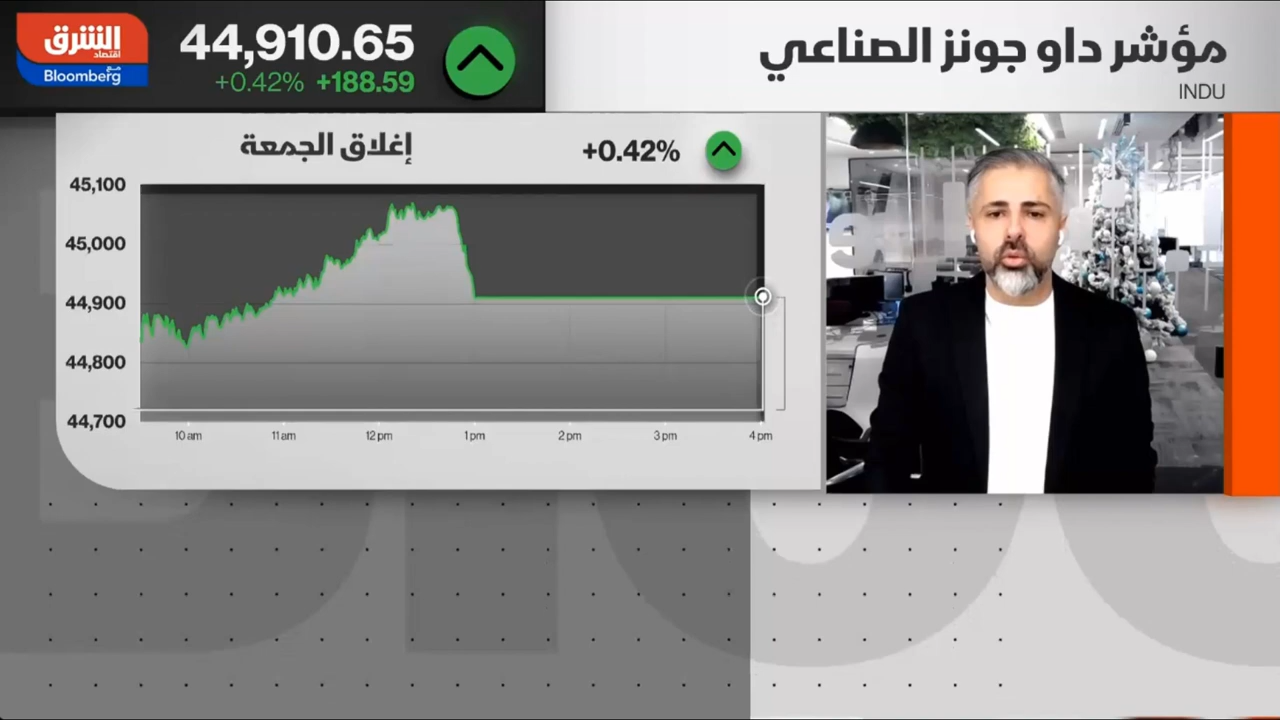 الشرق
اقتصاد
مع
Bloomberg
44,910.65
+0.42% +188.59
مؤشر داو جونز الصناعي
INDU
إغلاق الجمعة
+0.42%
45,100
45,000
44,900
44,800
44,700
10 am 11 am 12 pm 1 pm 2 pm 3 pm 4 pm